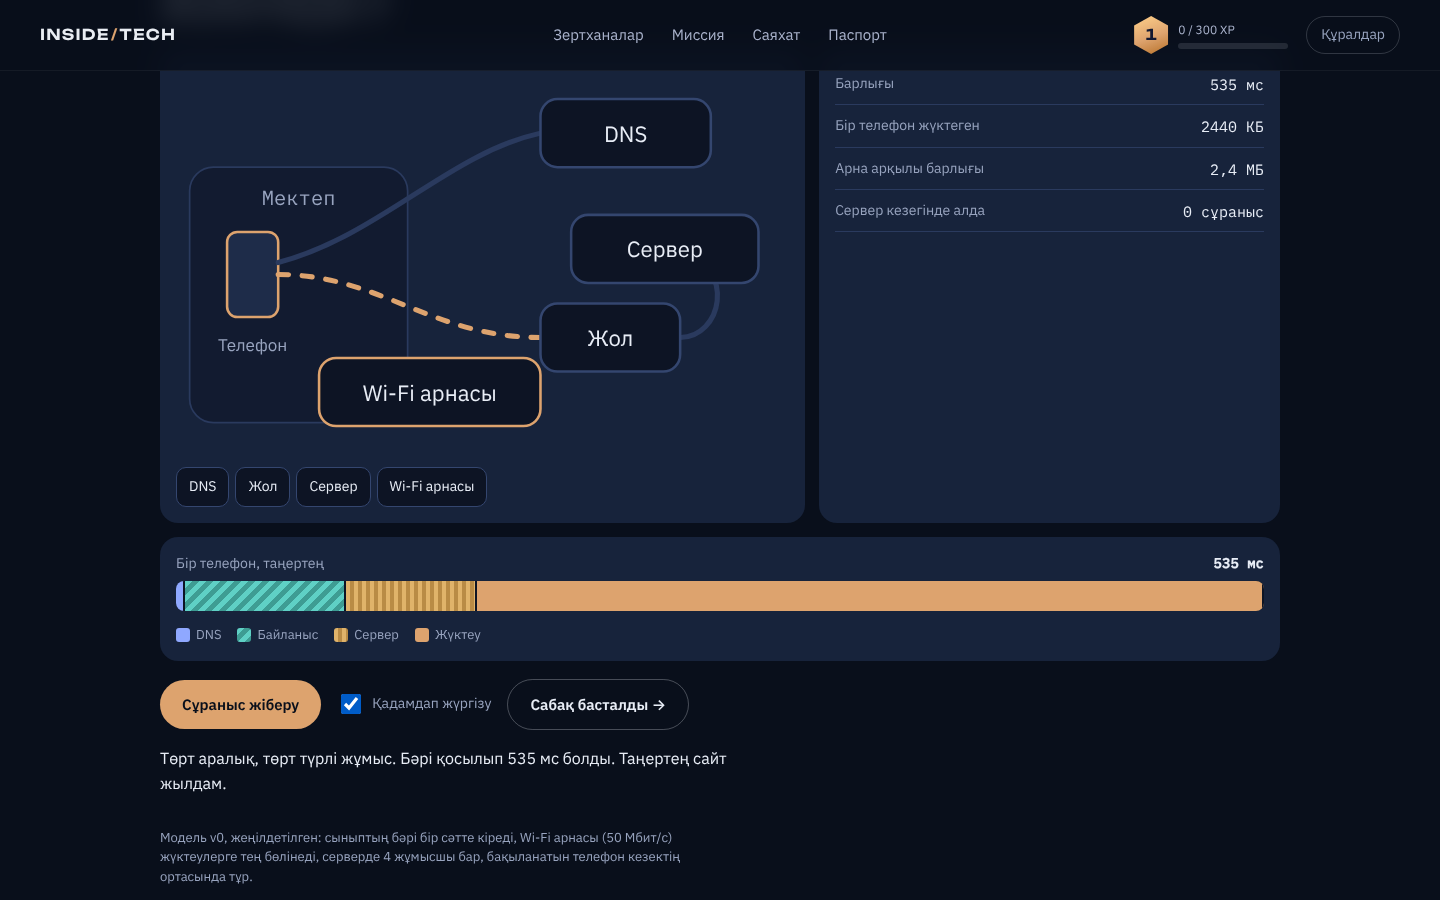 INSIDE/TECH
Зертханалар Миссия Саяхат Паспорт
1
0 / 300 XP
Құралдар
DNS
Мектеп
Сервер
Жол
Телефон
Wi-Fi арнасы
DNS Жол Сервер Wi-Fi арнасы
Барлығы 535 мс
Бір телефон жүктеген 2440 КБ
Арна арқылы барлығы 2,4 МБ
Сервер кезегінде алда 0 сұраныс
Бір телефон, таңертең 535 мс
DNS Байланыс Сервер Жүктеу
Сұраныс жіберу Қадамдап жүргізу Сабақ басталды →
Төрт аралық, төрт түрлі жұмыс. Бәрі қосылып 535 мс болды. Таңертең сайт
жылдам.
Модель v0, жеңілдетілген: сыныптың бәрі бір сәтте кіреді, Wi-Fi арнасы (50 Мбит/с)
жүктеулерге тең бөлінеді, серверде 4 жұмысшы бар, бақыланатын телефон кезектің
ортасында тұр.